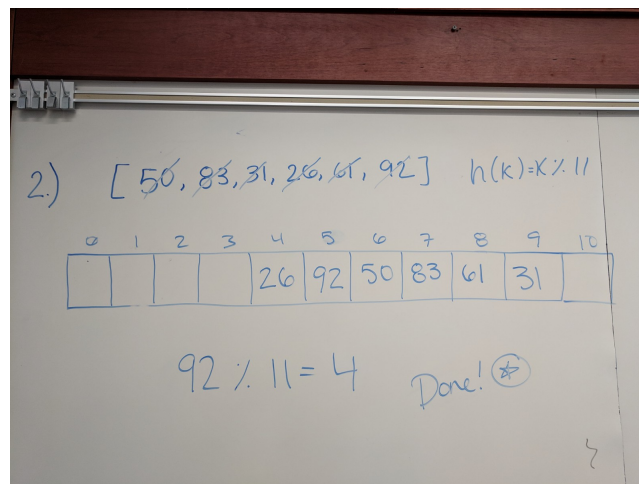 2.) [50, 83, 31, 26, 61, 92] h(k)=k%11
0 1 2 3 4 5 6 7 8 9 10
26 92 50 83 61 31
92 % 11 = 4
Done!